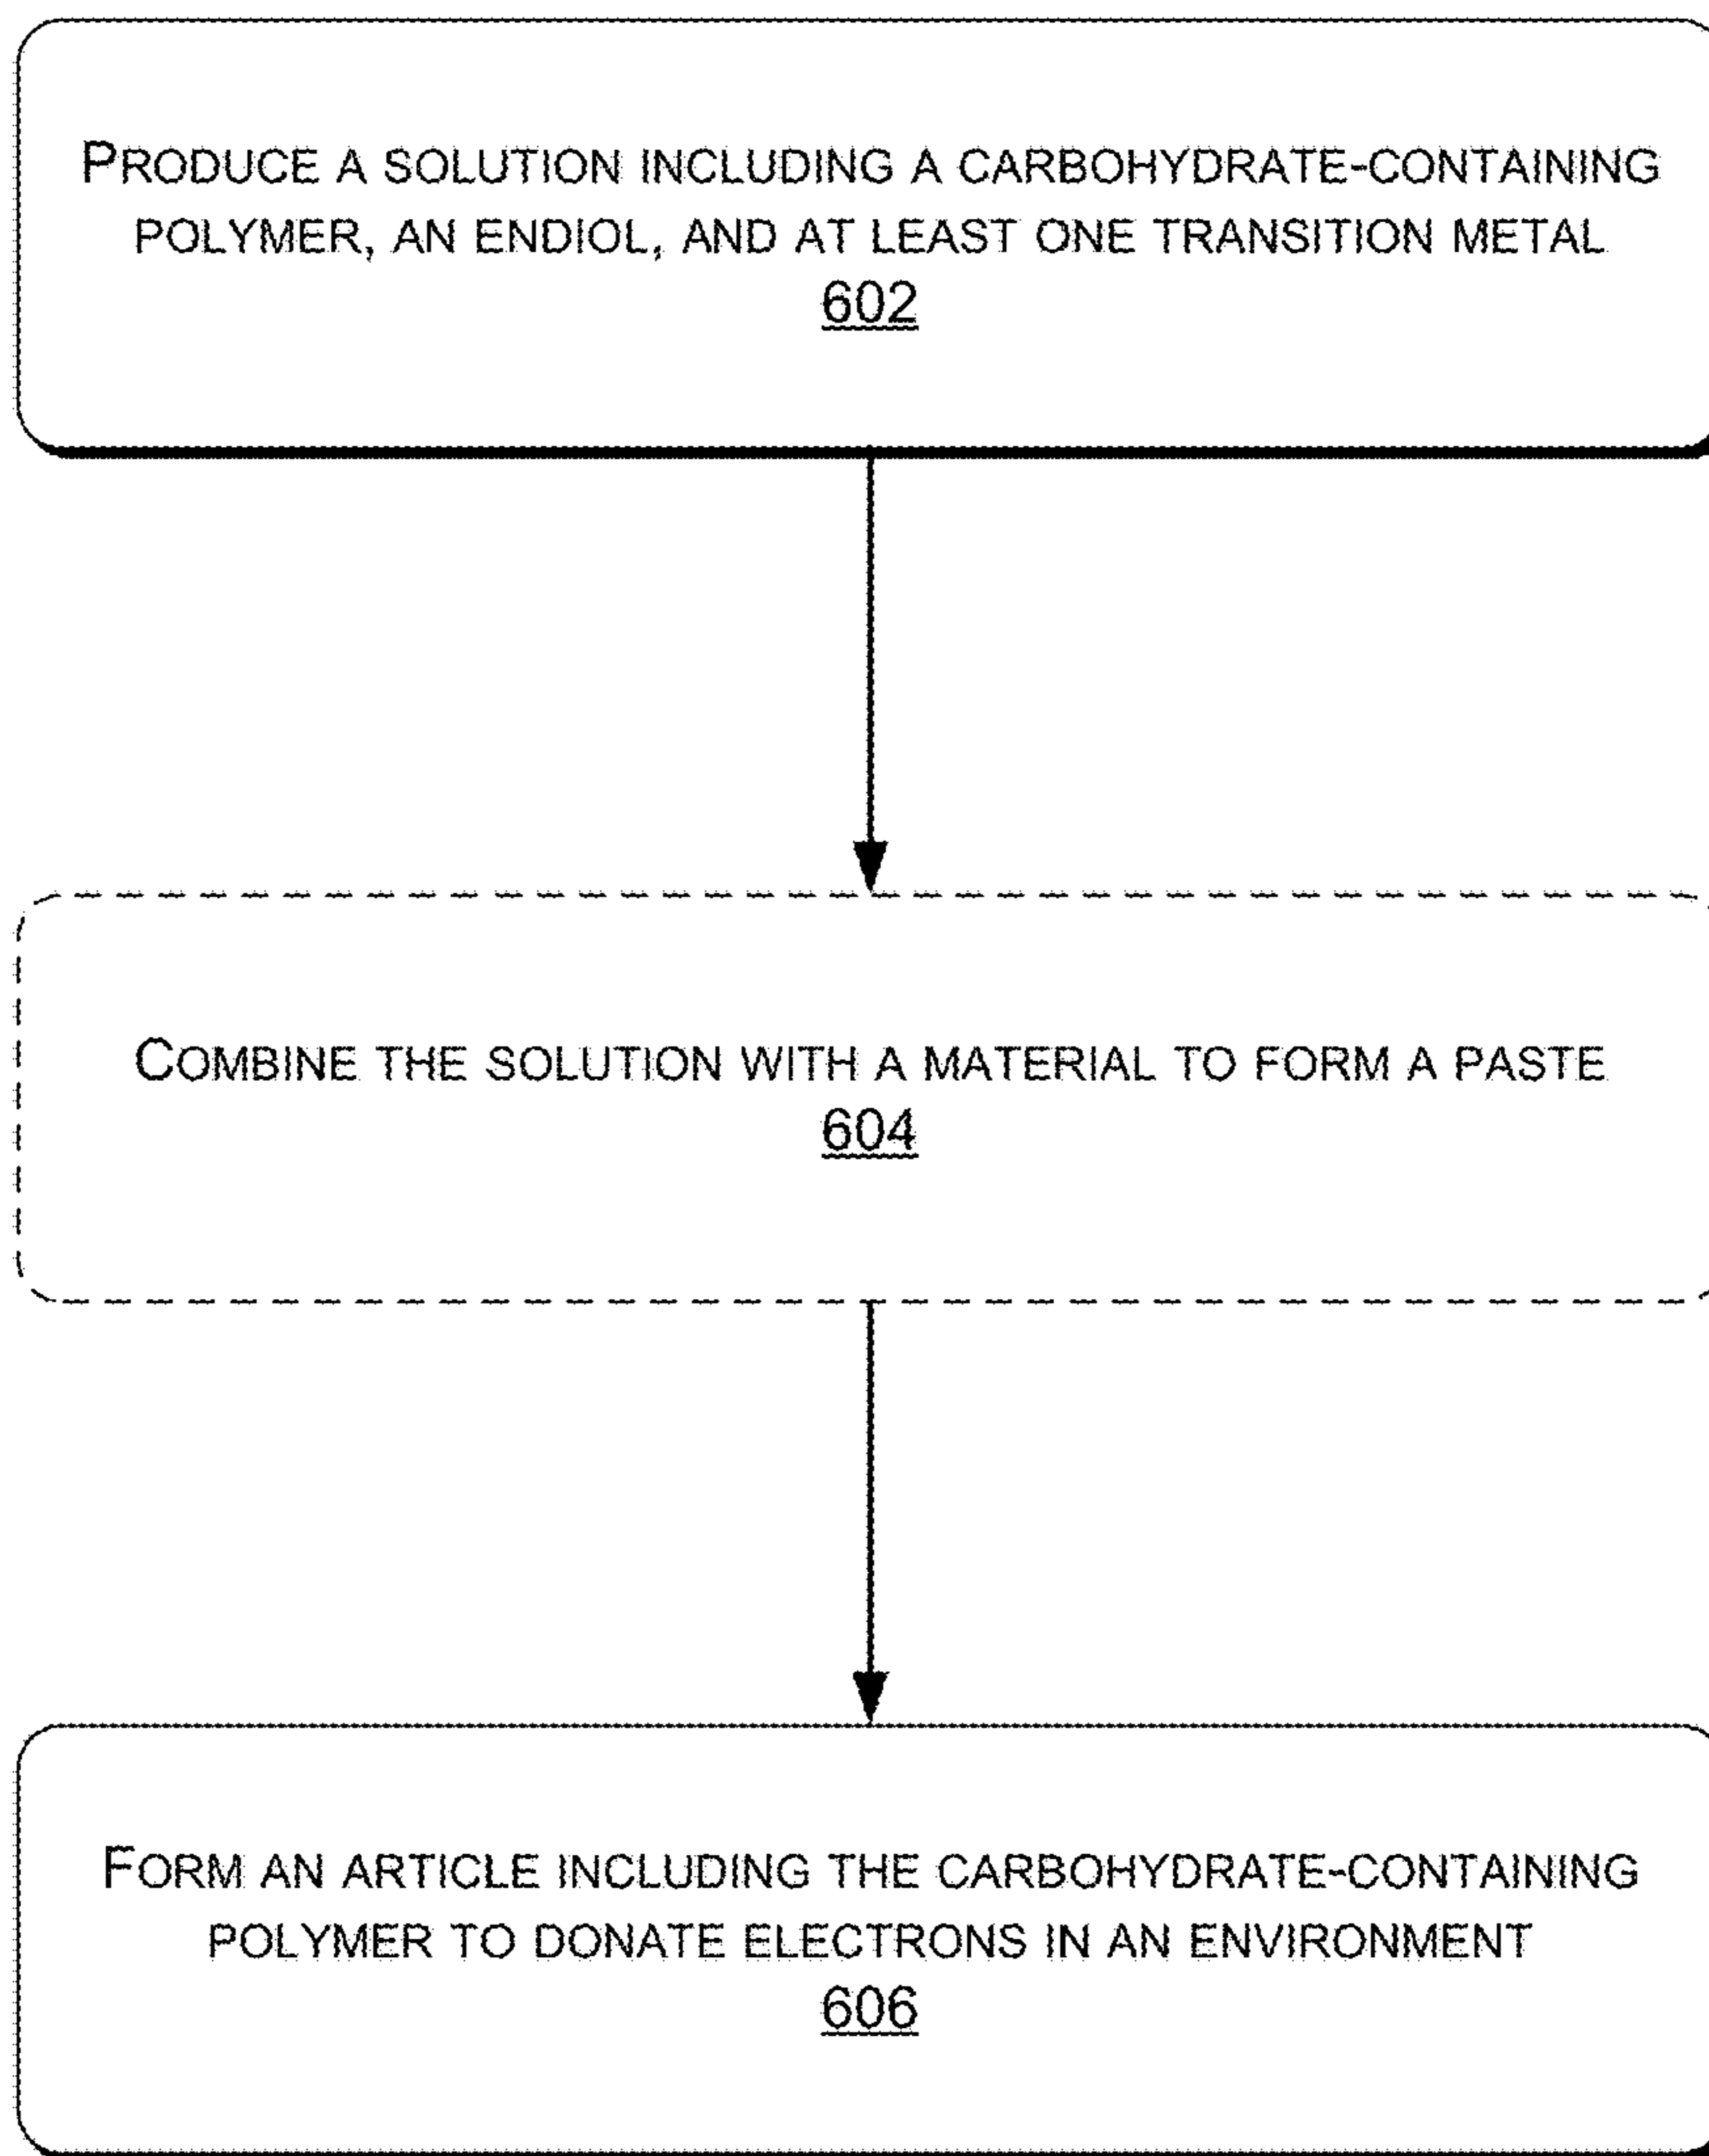 PRODUCE A SOLUTION INCLUDING A CARBOHYDRATE-CONTAINING
POLYMER, AN ENDIOL, AND AT LEAST ONE TRANSITION METAL
602
COMBINE THE SOLUTION WITH A MATERIAL TO FORM A PASTE
604
FORM AN ARTICLE INCLUDING THE CARBOHYDRATE-CONTAINING
POLYMER TO DONATE ELECTRONS IN AN ENVIRONMENT
606